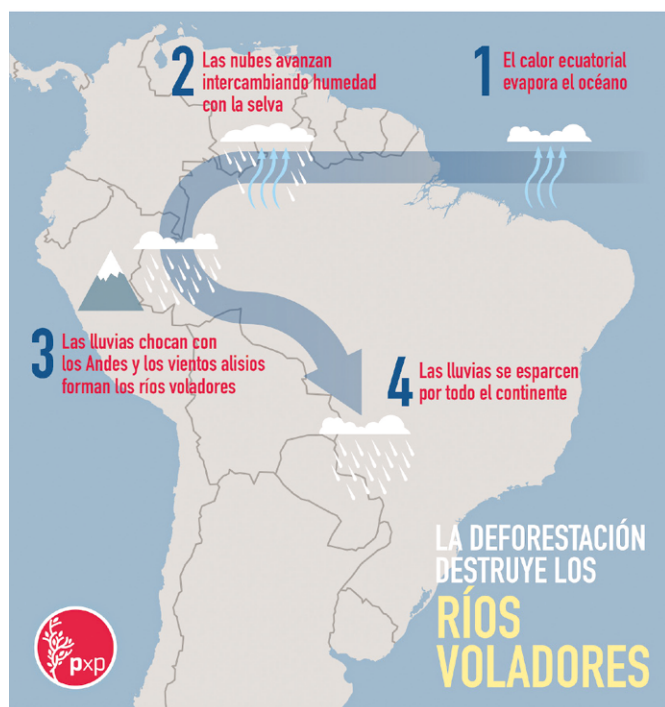 1
El calor ecuatorial
evapora el océano
2
Las nubes avanzan
intercambiando humedad
con la selva
3
Las lluvias chocan con
los Andes y los vientos alisios
forman los ríos voladores
4
Las lluvias se esparcen
por todo el continente
LA DEFORESTACIÓN
DESTRUYE LOS
RÍOS
VOLADORES
pxp